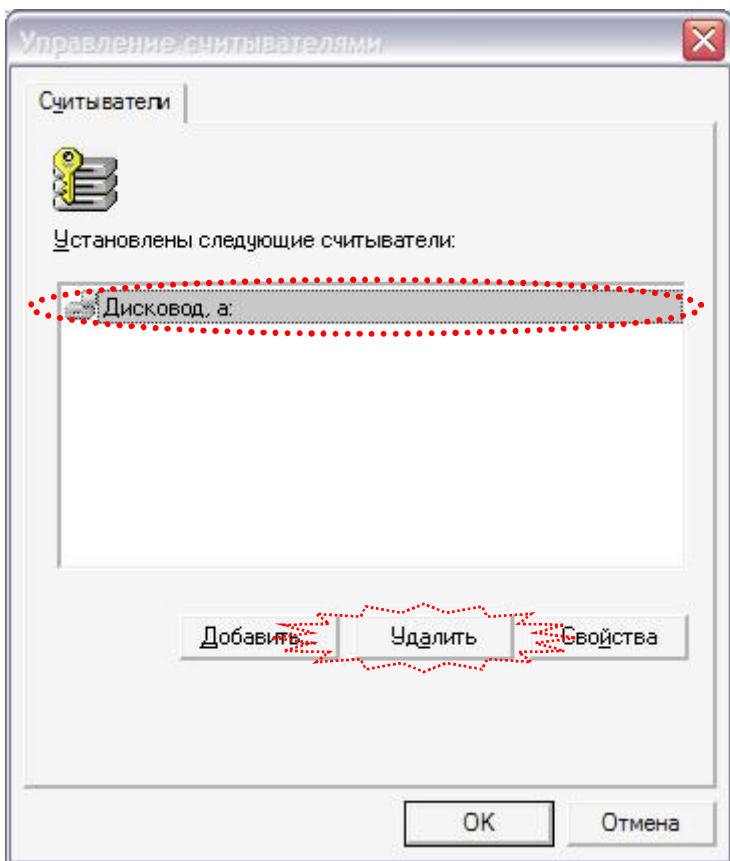 Управление считывателями
Считыватели
Установлены следующие считыватели:
Дисковод, а:
Добавить... Удалить Свойства
OK Отмена